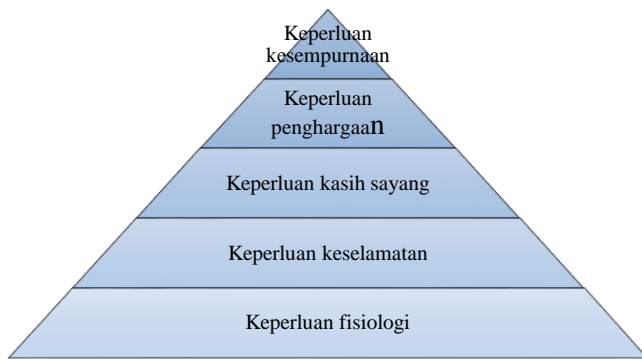 Keperluan
kesempurnaan
Keperluan
penghargaan
Keperluan kasih sayang
Keperluan keselamatan
Keperluan fisiologi